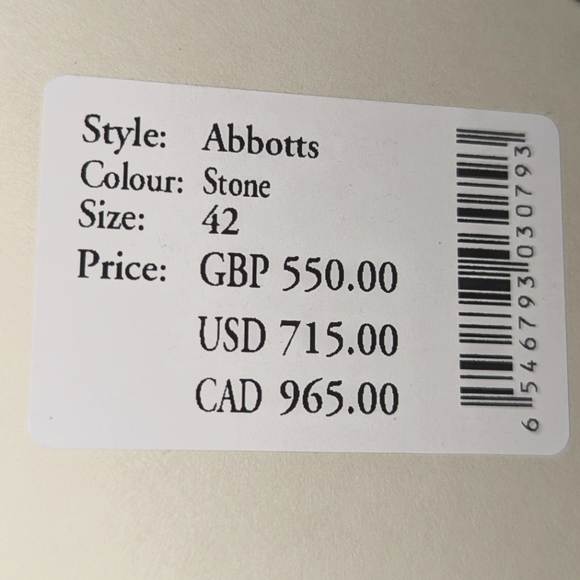 Style: Abbotts
Colour: Stone
Size: 42
Price: GBP 550.00
USD 715.00
CAD 965.00
6 546793 030793